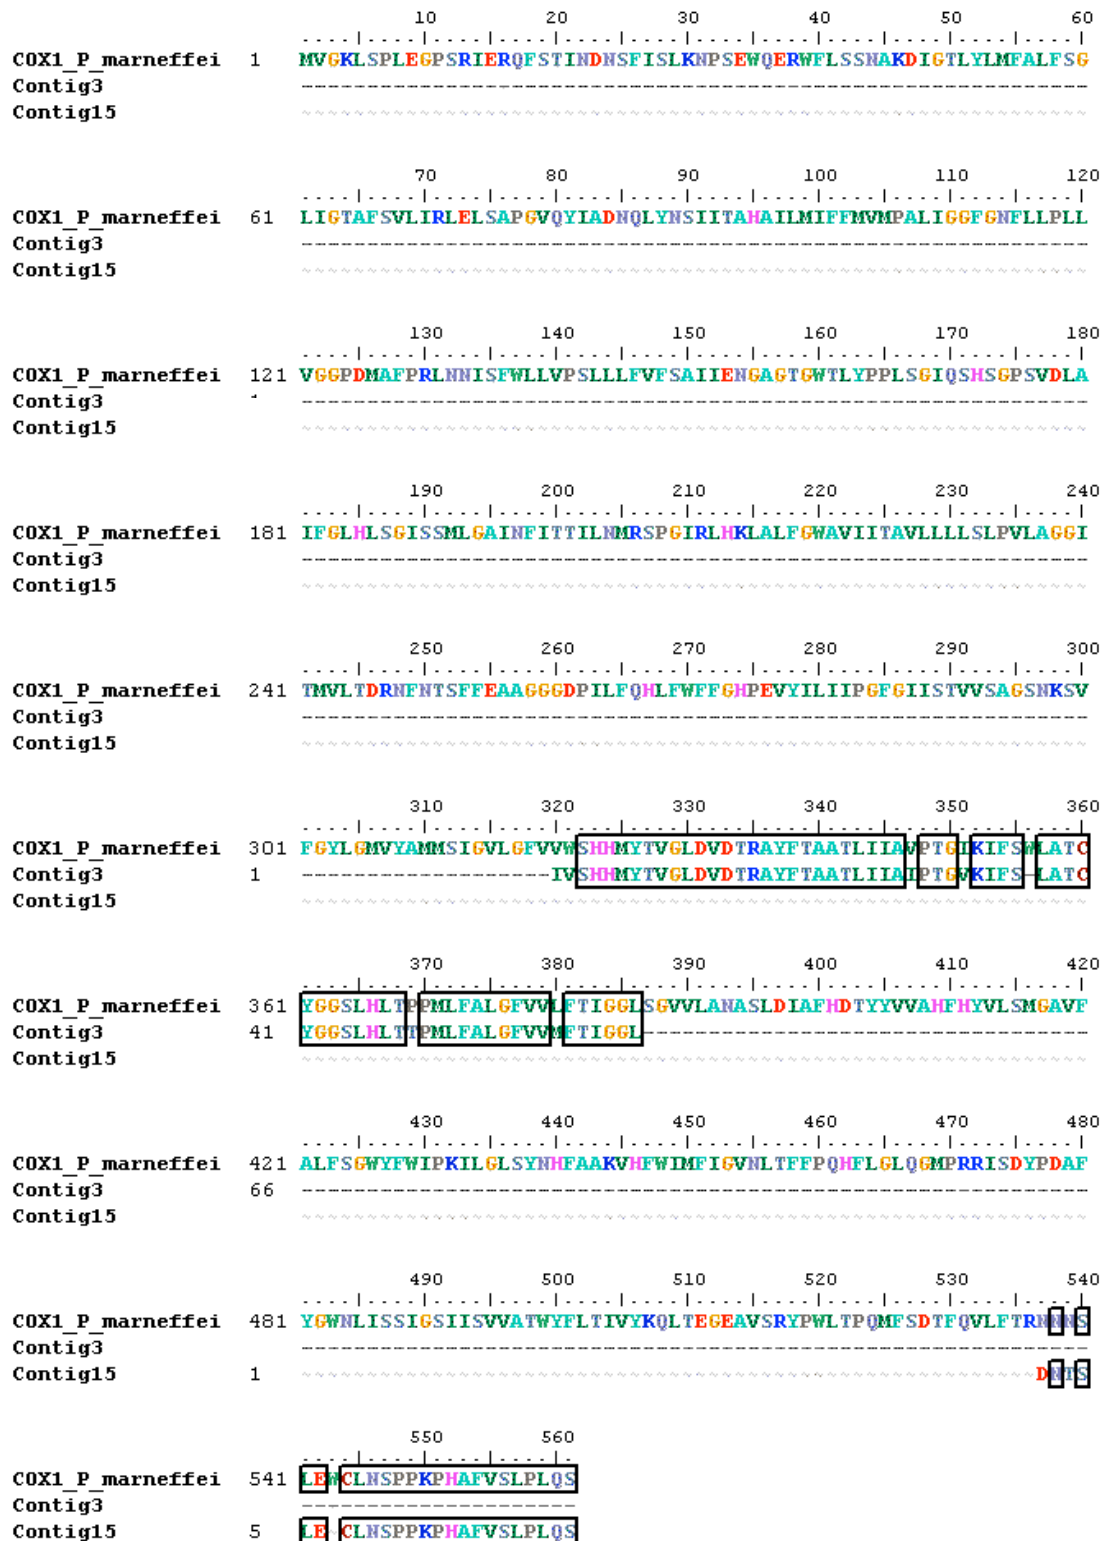 10 20 30 40 50 60
COX1_P_marneffei 1 MVGKLSPLEGPSRIERQFSTINDNSFISLKNPSEWQERWFLSSNAKDIGTLYLMFALFSG
Contig3 ------------------------------------------------------------
Contig15 ~~~~~~~~~~~~~~~~~~~~~~~~~~~~~~~~~~~~~~~~~~~~~~~~~~~~~~~~~~~~
70 80 90 100 110 120
COX1_P_marneffei 61 LIGTAFSVLIRLELSAPGVQYIADNQLYNSIITAHAILMIFFMVMPALIGGFGNFLLPLL
Contig3 ------------------------------------------------------------
Contig15 ~~~~~~~~~~~~~~~~~~~~~~~~~~~~~~~~~~~~~~~~~~~~~~~~~~~~~~~~~~~~
130 140 150 160 170 180
COX1_P_marneffei 121 VGGPDMAFPRLNNISFWLLVPSLLLFVFSAIIENGAGTGWTLYPPLSGIQSHSGPSVDLA
Contig3 ------------------------------------------------------------
Contig15 ~~~~~~~~~~~~~~~~~~~~~~~~~~~~~~~~~~~~~~~~~~~~~~~~~~~~~~~~~~~~
190 200 210 220 230 240
COX1_P_marneffei 181 IFGLHLSGISSMLGAINFITTILNMRSPGIRLHKLALFGWAVIITAVLLLLSLPVLAGGI
Contig3 ------------------------------------------------------------
Contig15 ~~~~~~~~~~~~~~~~~~~~~~~~~~~~~~~~~~~~~~~~~~~~~~~~~~~~~~~~~~~~
250 260 270 280 290 300
COX1_P_marneffei 241 TMVLTDRNFNTSFFEAAGGGDPILFQHLFWFFGHPEVYILIIPGFGIISTVVSAGSNKSV
Contig3 ------------------------------------------------------------
Contig15 ~~~~~~~~~~~~~~~~~~~~~~~~~~~~~~~~~~~~~~~~~~~~~~~~~~~~~~~~~~~~
310 320 330 340 350 360
COX1_P_marneffei 301 FGYLGMVYAMMSIGVLGFVVWSHHMYTVGLDVDTRAYFTAATLIIAVPTGIKIFSWLATC
Contig3 1 -------------------IVSHHMYTVGLDVDTRAYFTAATLIIAIPTGVKIFS-LATC
Contig15 ~~~~~~~~~~~~~~~~~~~~~~~~~~~~~~~~~~~~~~~~~~~~~~~~~~~~~~~~~~~~
370 380 390 400 410 420
COX1_P_marneffei 361 YGGSLHLTPPMLFALGFVVLFTIGGLSGVVLANASLDIAFHDTYYVVAHFHYVLSMGAVF
Contig3 41 YGGSLHLTTPMLFALGFVVMFTIGGL----------------------------------
Contig15 ~~~~~~~~~~~~~~~~~~~~~~~~~~~~~~~~~~~~~~~~~~~~~~~~~~~~~~~~~~~~
430 440 450 460 470 480
COX1_P_marneffei 421 ALFSGWYFWIPKILGLSYNHFAAKVHFWIMFIGVNLTFFPQHFLGLQGMPRRISDYPDAF
Contig3 66 ------------------------------------------------------------
Contig15 ~~~~~~~~~~~~~~~~~~~~~~~~~~~~~~~~~~~~~~~~~~~~~~~~~~~~~~~~~~~~
490 500 510 520 530 540
COX1_P_marneffei 481 YGWNLISSIGSIISVVATWYFLTIVYKQLTEGEAVSRYPWLTPQMFSDTFQVLFTRNNNS
Contig3 ------------------------------------------------------------
Contig15 1 ~~~~~~~~~~~~~~~~~~~~~~~~~~~~~~~~~~~~~~~~~~~~~~~~~~~~~~~~DNTS
550 560
COX1_P_marneffei 541 LEWCLNSPPKPHAFVSLPLQS
Contig3 ---------------------
Contig15 5 LE~CLNSPPKPHAFVSLPLQS